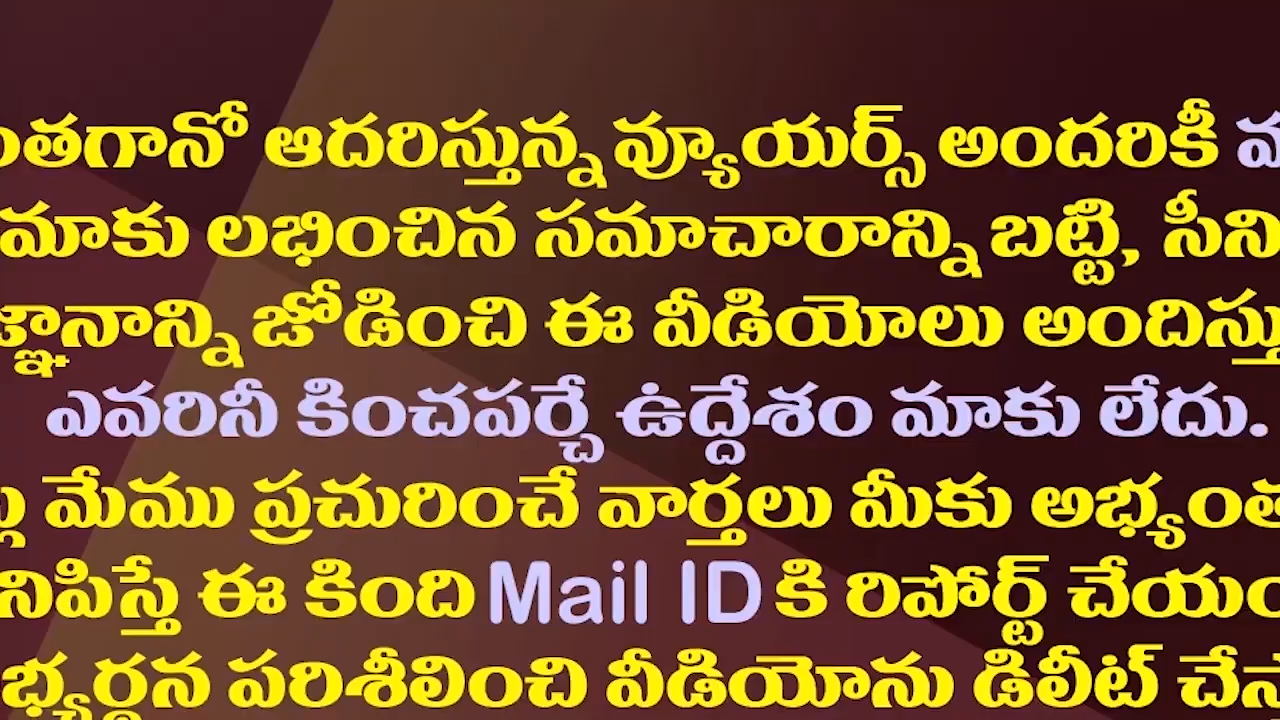 ఆదరిస్తున్న వ్యూయర్స్ అందరికీ
మాకు లభించిన సమాచారాన్ని బట్టి,
జోడించి ఈ వీడియోలు
ఎవరినీ కించపర్చే ఉద్దేశం మాకు లేదు.
మేము ప్రచురించే వార్తలు మీకు
ఈ కింది Mail ID కి రిపోర్ట్
పరిశీలించి వీడియోను డిలీట్